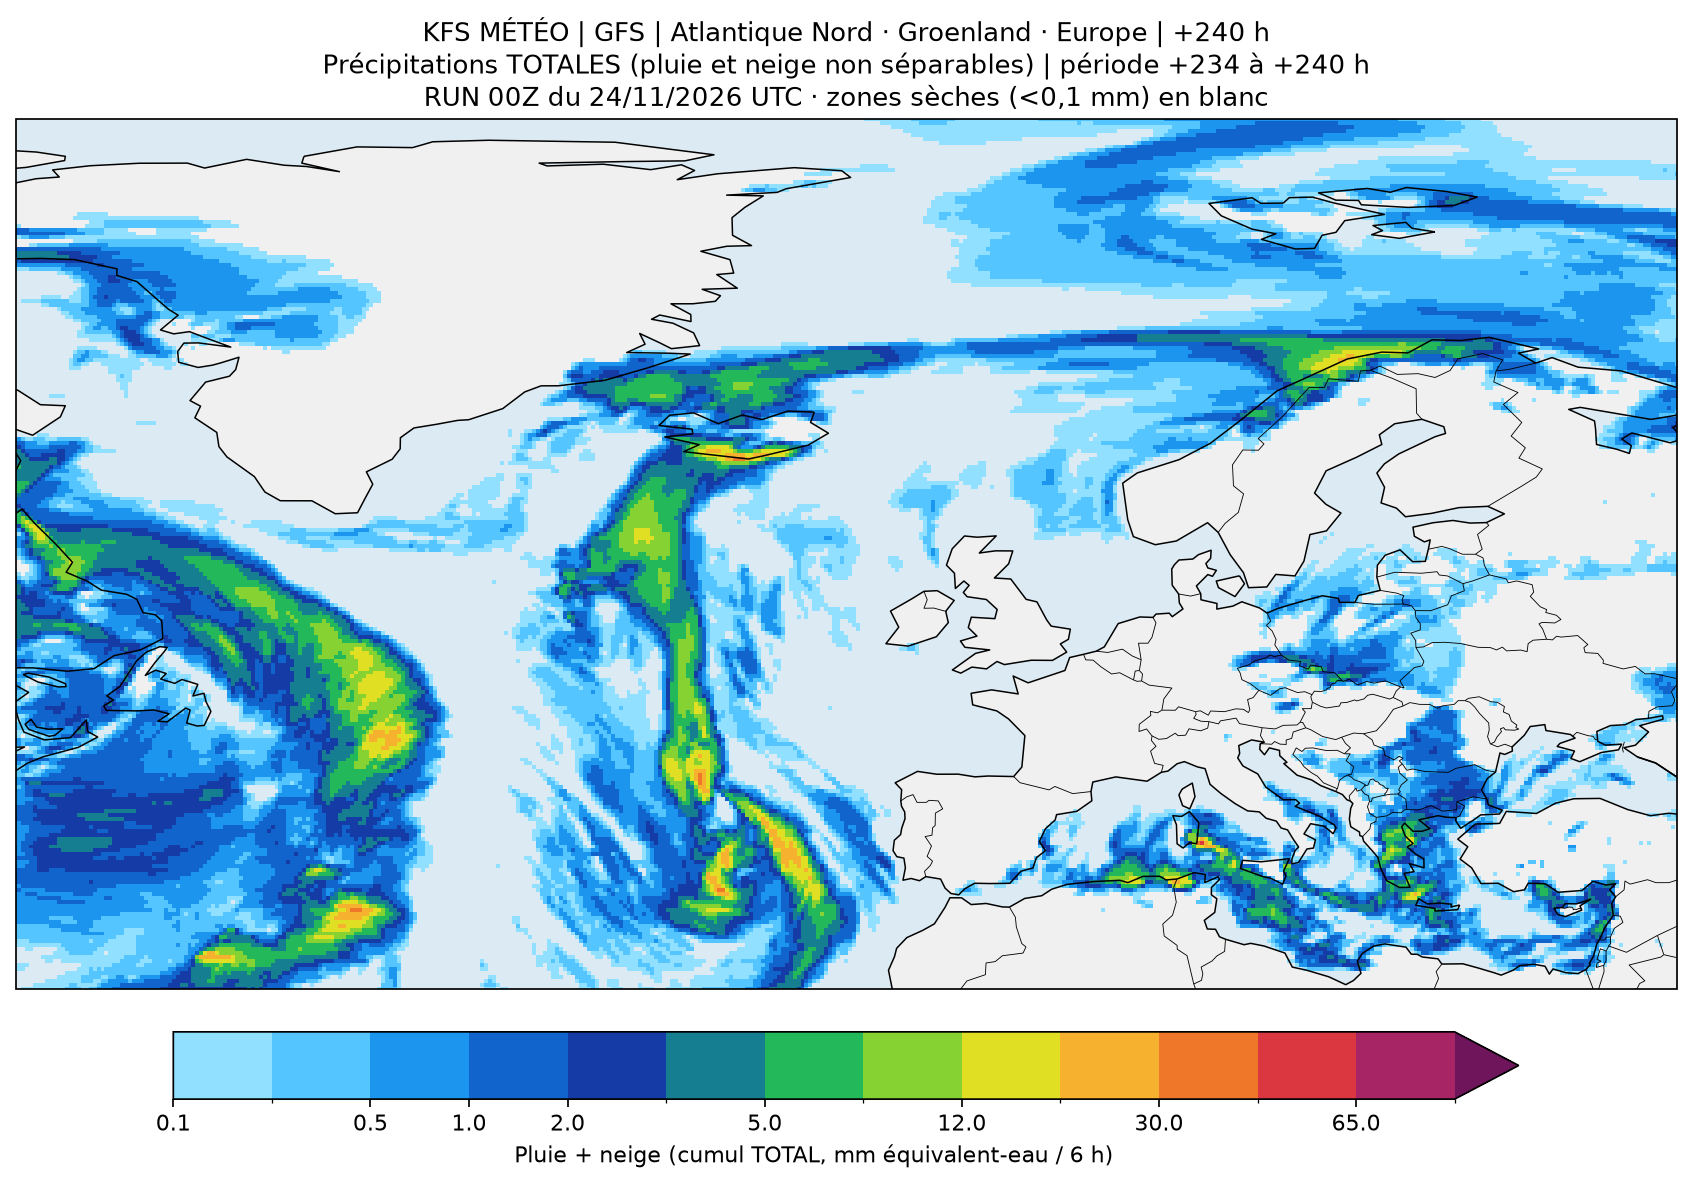 KFS MÉTÉO | GFS | Atlantique Nord · Groenland · Europe | +240 h
Précipitations TOTALES (pluie et neige non séparables) | période +234 à +240 h
RUN 00Z du 24/11/2026 UTC · zones sèches (<0,1 mm) en blanc
0.1 0.5 1.0 2.0 5.0 12.0 30.0 65.0
Pluie + neige (cumul TOTAL, mm équivalent-eau / 6 h)